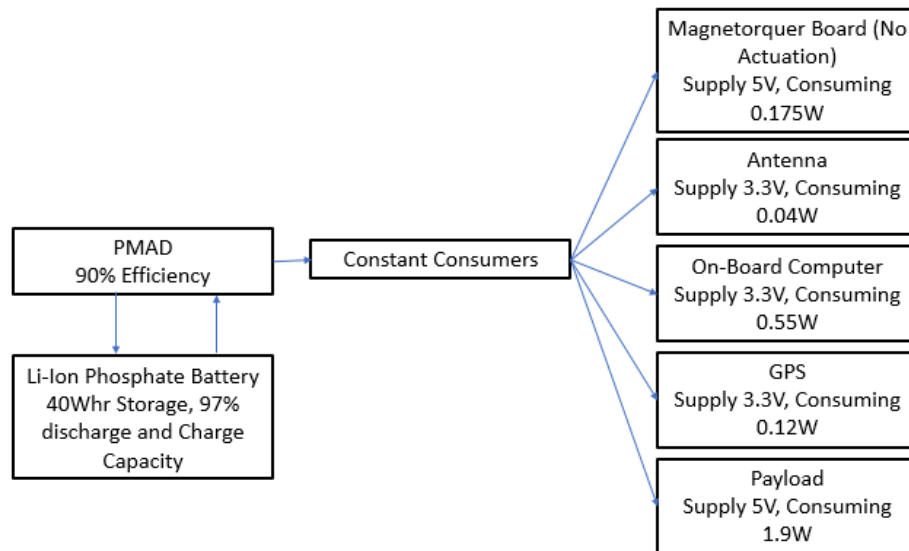 PMAD
90% Efficiency
Li-Ion Phosphate Battery
40Whr Storage, 97%
discharge and Charge
Capacity
Constant Consumers
Magnetorquer Board (No
Actuation)
Supply 5V, Consuming
0.175W
Antenna
Supply 3.3V, Consuming
0.04W
On-Board Computer
Supply 3.3V, Consuming
0.55W
GPS
Supply 3.3V, Consuming
0.12W
Payload
Supply 5V, Consuming
1.9W